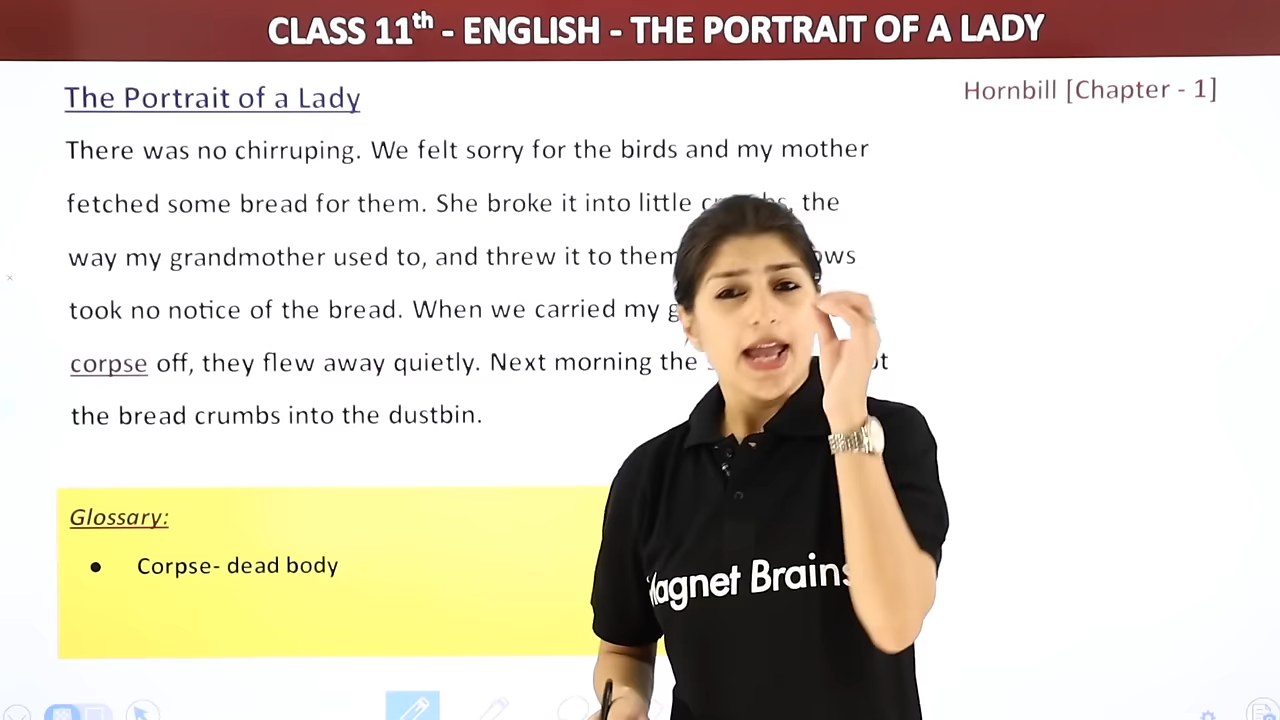 CLASS 11th - ENGLISH - THE PORTRAIT OF A LADY
The Portrait of a Lady
Hornbill [Chapter - 1]
There was no chirruping. We felt sorry for the birds and my mother
fetched some bread for them. She broke it into little the
way my grandmother used to, and threw it to them
took no notice of the bread. When we carried my
corpse off, they flew away quietly. Next morning the
the bread crumbs into the dustbin.
Glossary:
• Corpse- dead body
Magnet Brains